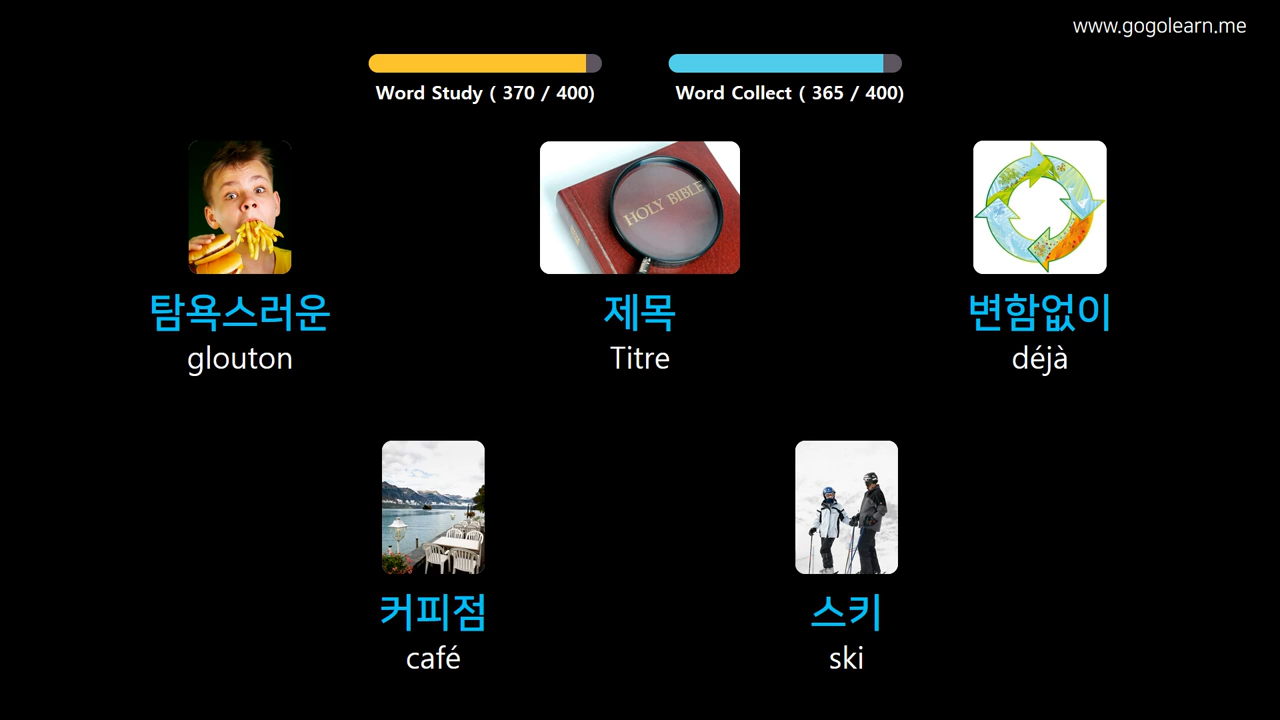 www.gogolearn.me
Word Study ( 370 / 400)
Word Collect ( 365 / 400)
HOLY BIBLE
탐욕스러운
glouton
제목
Titre
변함없이
déjà
커피점
café
스키
ski